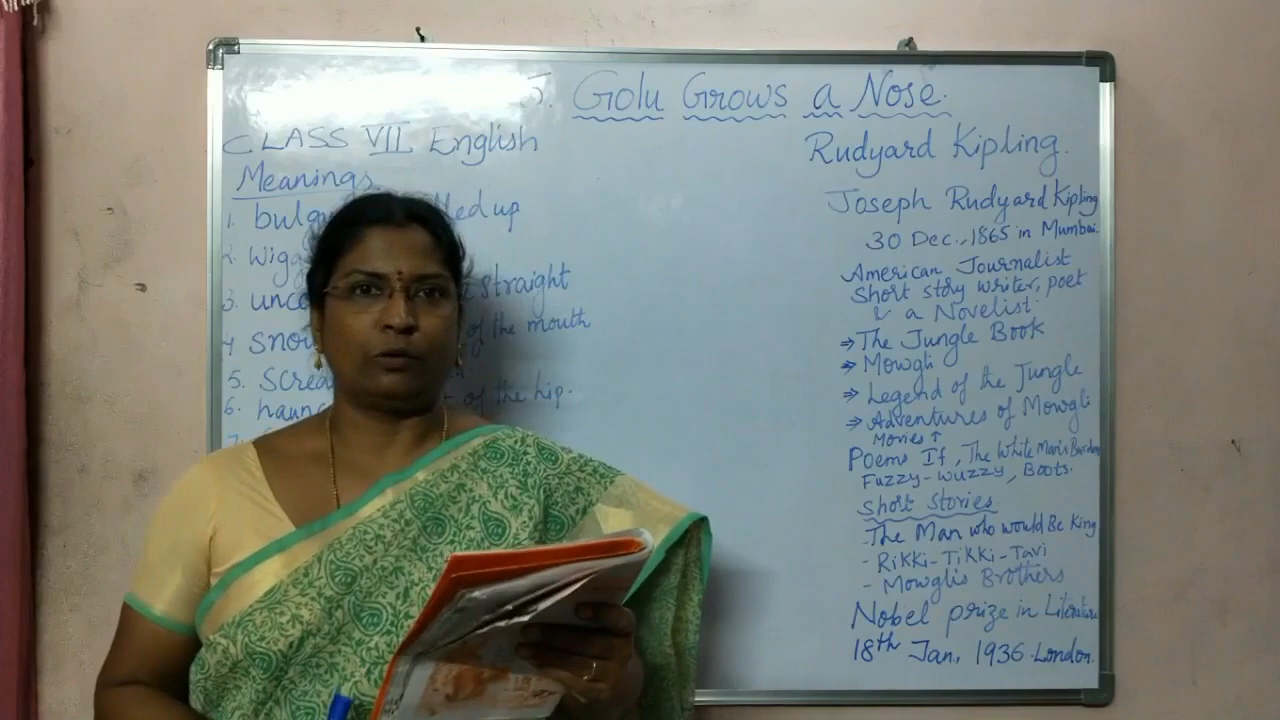 5. Golu Grows a Nose.
CLASS VII English
Meanings
1. bulg
led up
2. Wigg
3. unco
straight
4 snou
of the mouth
5. Screa
6. haunc
of the hip.
7.
Rudyard Kipling.
Joseph Rudyard Kipling
30 Dec., 1865 in Mumbai.
American Journalist
Short story writer, poet
& a Novelist.
⇒ The Jungle Book
⇒ Mowgli
⇒ Legend of the Jungle
⇒ Adventures of Mowgli
Movies ↑
Poems If, The White Man's Burden
Fuzzy-Wuzzy, Boots.
Short Stories
- The Man who would Be King
- Rikki-Tikki-Tavi
- Mowgli's Brothers
Nobel prize in Literature
18th Jan, 1936 London.